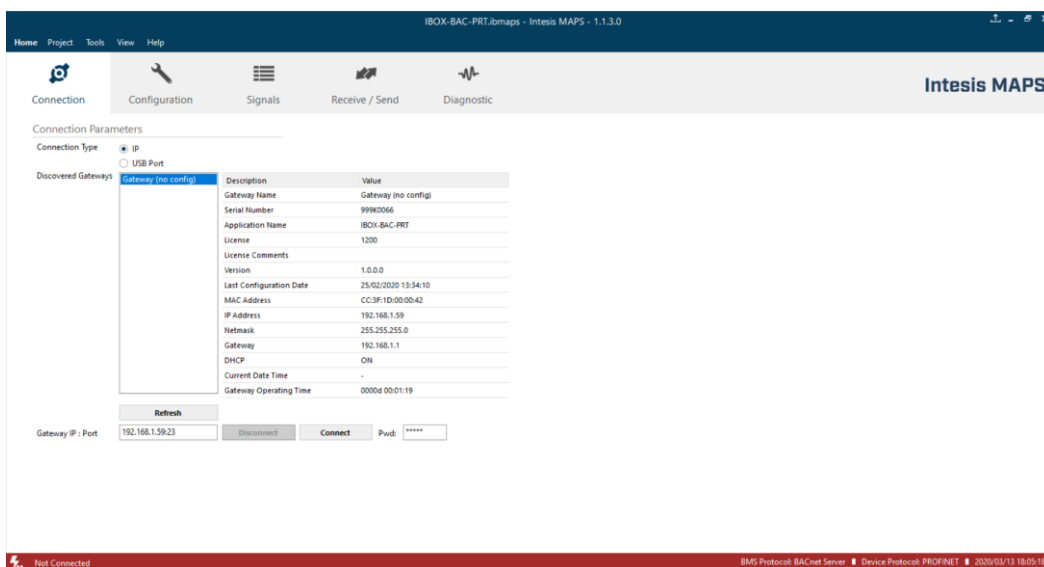 IBOX-BAC-PRT.ibmaps - Intesis MAPS - 1.1.3.0
Home Project Tools View Help
Connection Configuration Signals Receive / Send Diagnostic
Intesis MAPS
Connection Parameters
Connection Type IP
USB Port
Discovered Gateways Gateway (no config)
Description Value
Gateway Name Gateway (no config)
Serial Number 999K0066
Application Name IBOX-BAC-PRT
License 1200
License Comments
Version 1.0.0.0
Last Configuration Date 25/02/2020 13:34:10
MAC Address CC:3F:1D:00:00:42
IP Address 192.168.1.59
Netmask 255.255.255.0
Gateway 192.168.1.1
DHCP ON
Current Date Time -
Gateway Operating Time 0000d 00:01:19
Refresh
Gateway IP : Port 192.168.1.59:23 Disconnect Connect Pwd: *****
Not Connected BMS Protocol: BACnet Server Device Protocol: PROFINET 2020/03/13 18:05:18